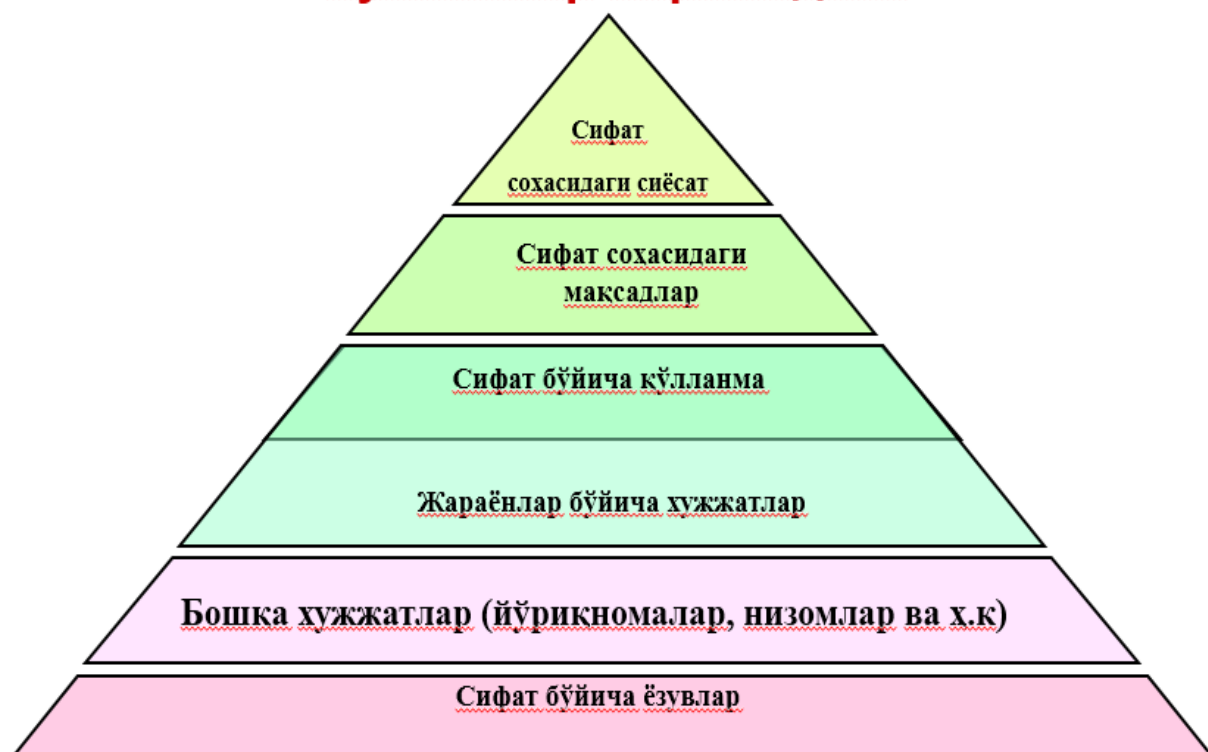 Сифат
соҳасидаги сиёсат
Сифат соҳасидаги
мақсадлар
Сифат бўйича қўлланма
Жараёнлар бўйича ҳужжатлар
Бошқа ҳужжатлар (йўриқномалар, низомлар ва ҳ.к)
Сифат бўйича ёзувлар